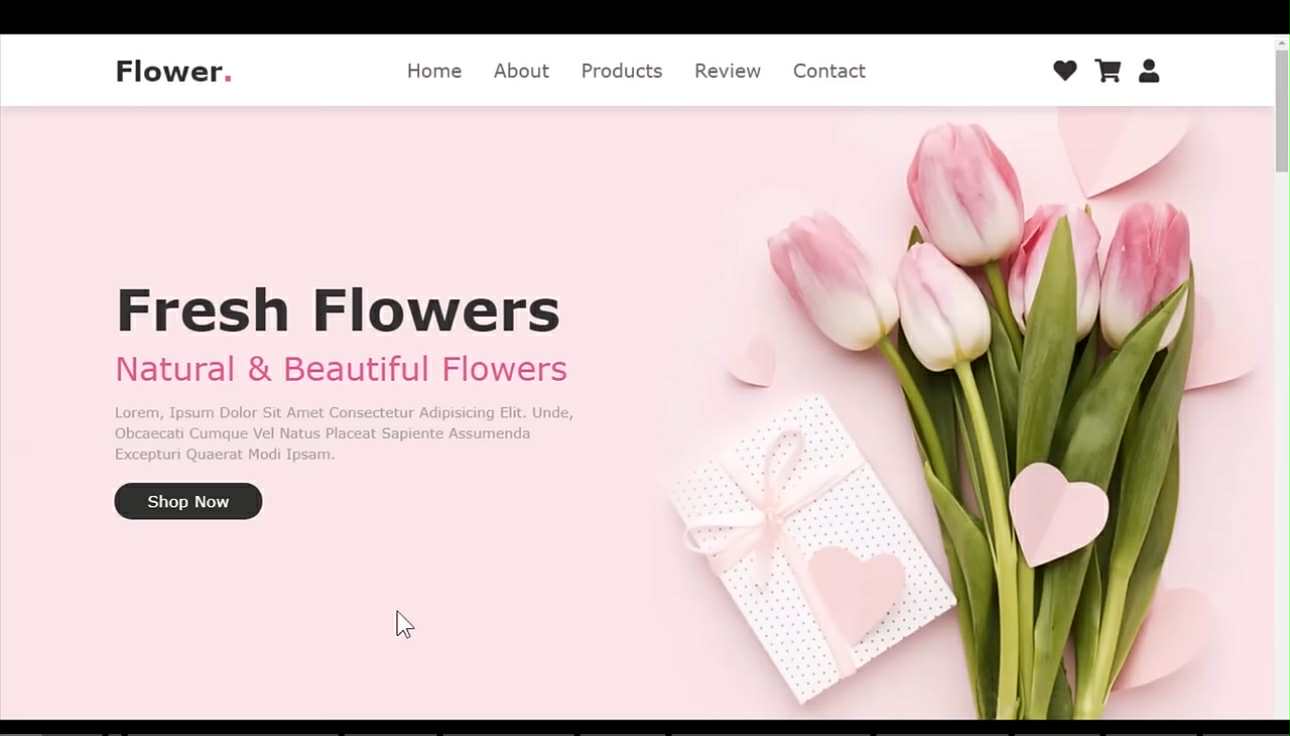 Flower.
Home About Products Review Contact
Fresh Flowers
Natural & Beautiful Flowers
Lorem, Ipsum Dolor Sit Amet Consectetur Adipisicing Elit. Unde,
Obcaecati Cumque Vel Natus Placeat Sapiente Assumenda
Excepturi Quaerat Modi Ipsam.
Shop Now